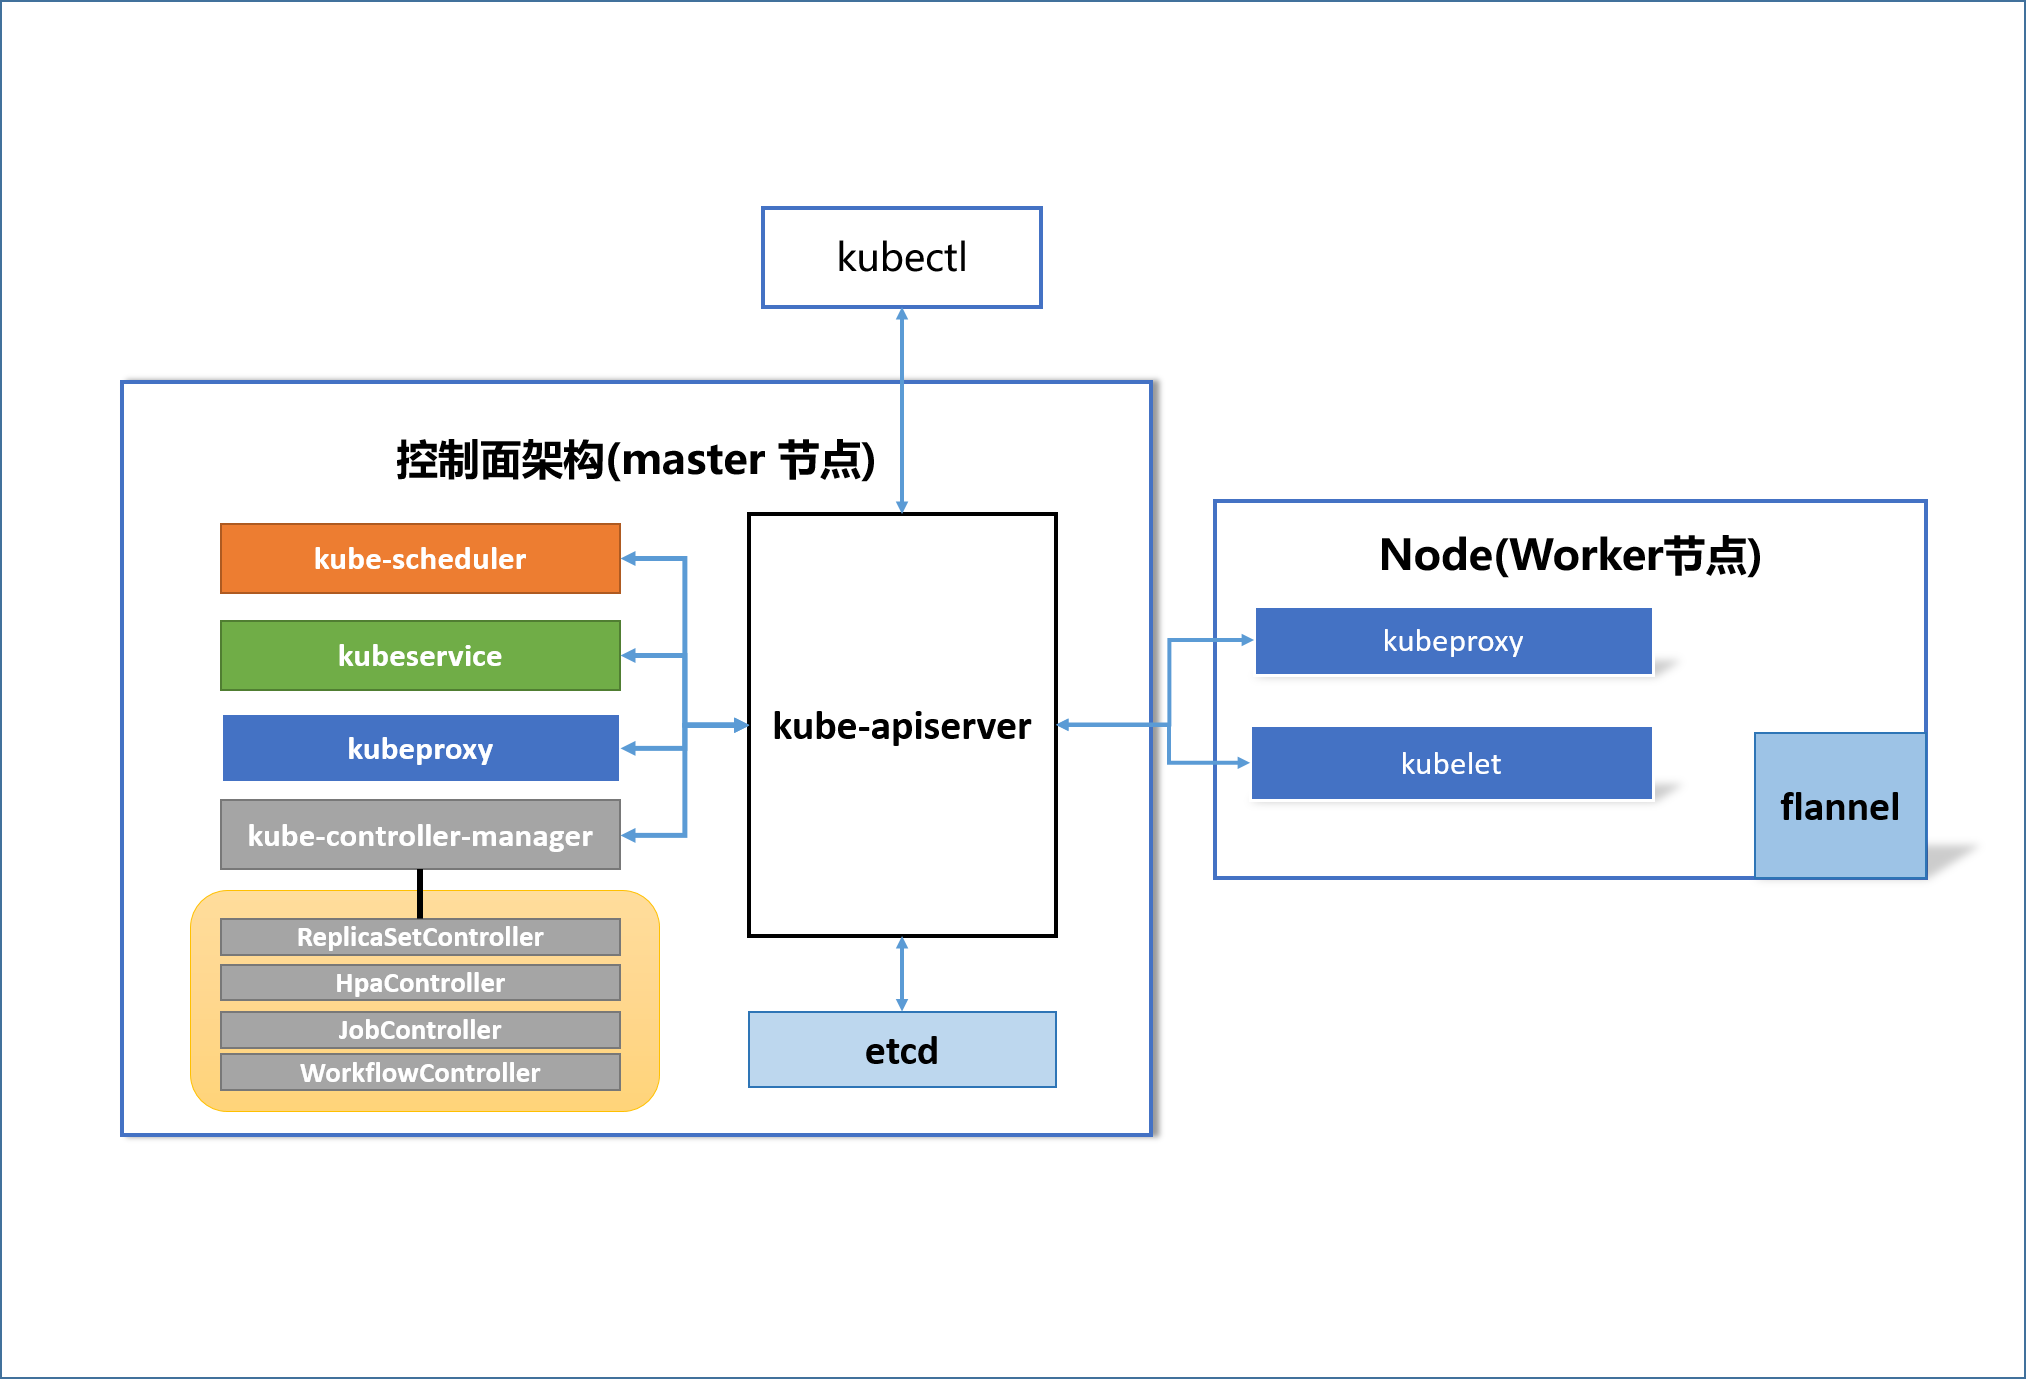 kubectl
控制面架构(master 节点)
kube-scheduler
kubeservice
kubeproxy
kube-controller-manager
ReplicaSetController
HpaController
JobController
WorkflowController
kube-apiserver
etcd
Node(Worker节点)
kubeproxy
kubelet
flannel